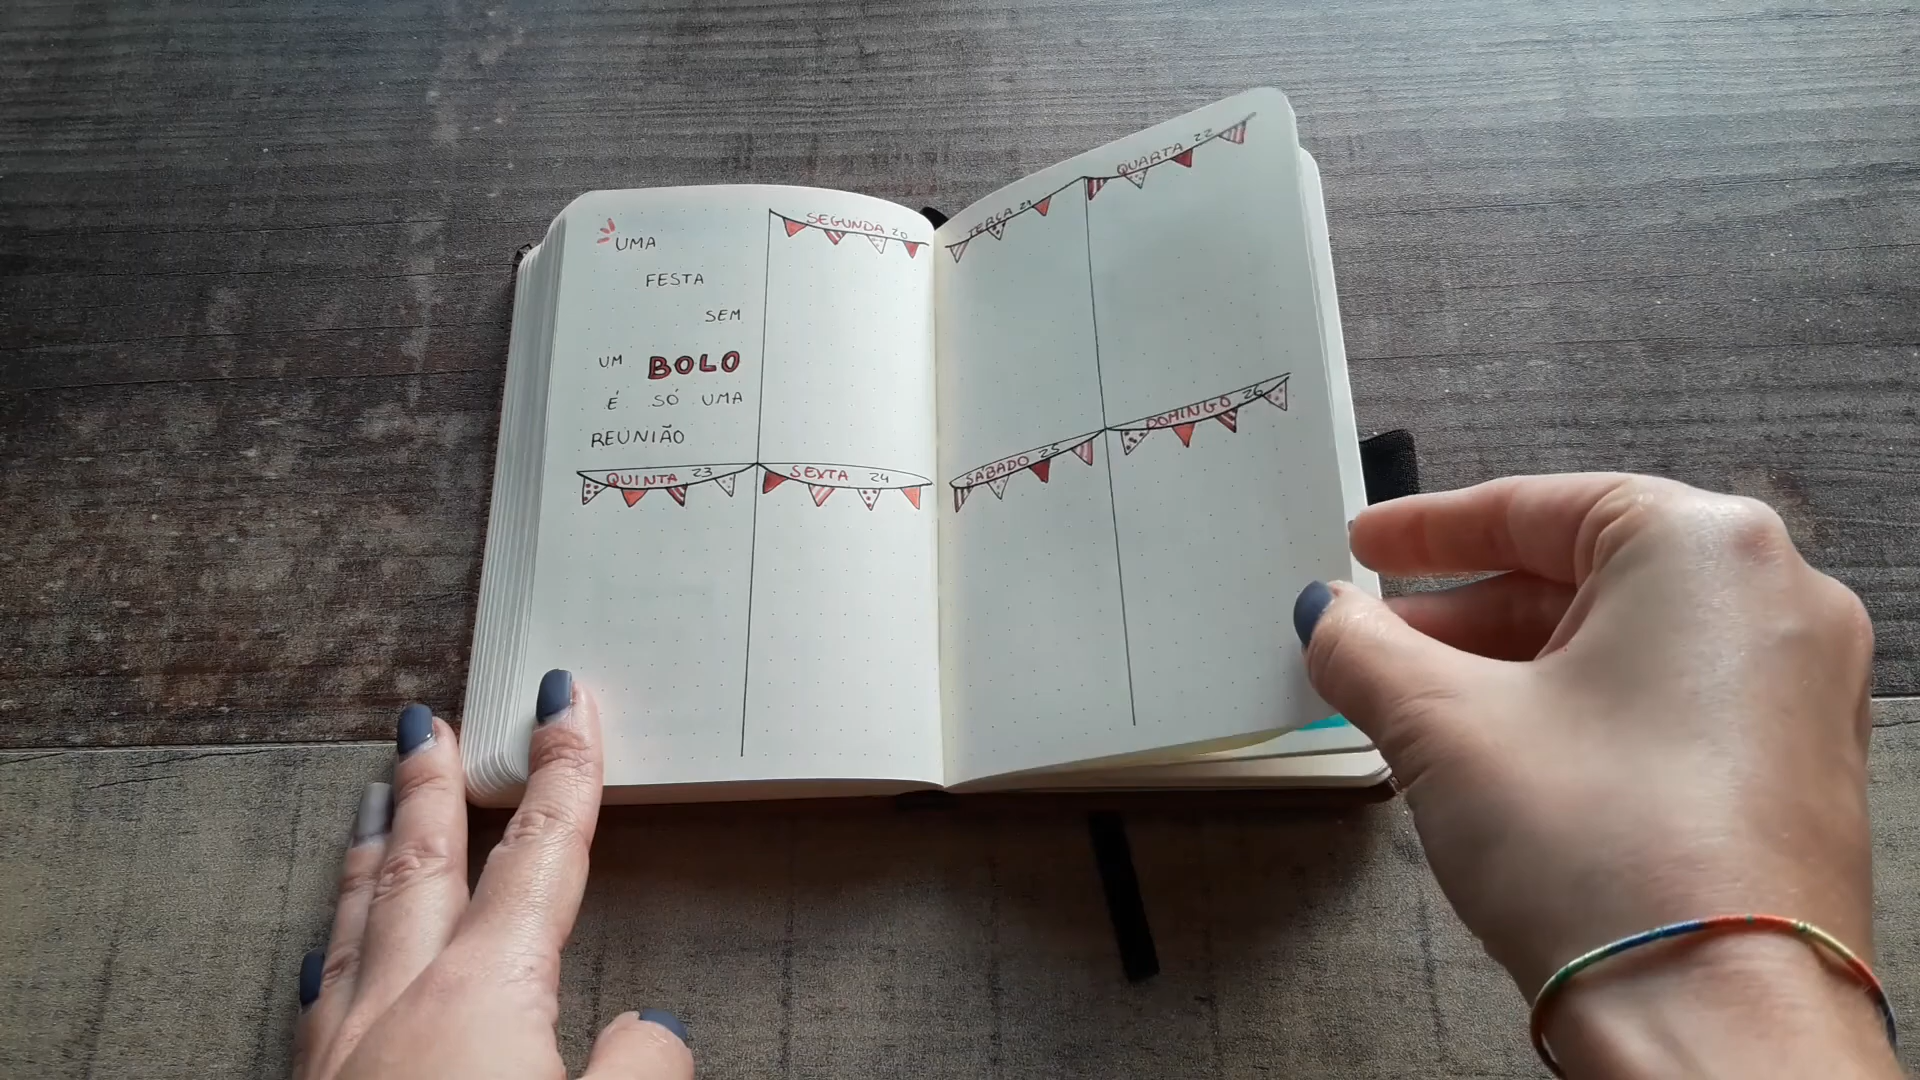 UMA
FESTA
SEM
UM BOLO
É SÓ UMA
REUNIÃO
SEGUNDA 20
TERÇA 21
QUARTA 22
QUINTA 23
SEXTA 24
SÁBADO 25
DOMINGO 26